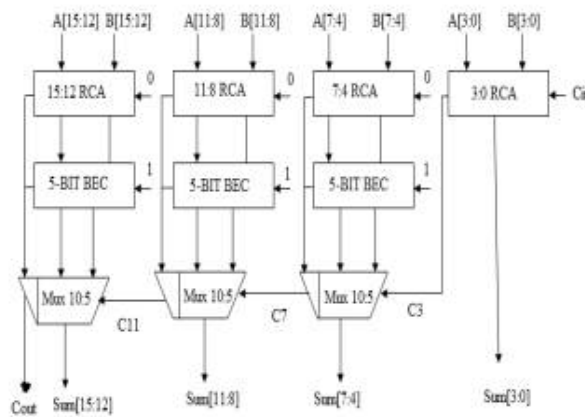 A[15:12] B[15:12] A[11:8] B[11:8] A[7:4] B[7:4] A[3:0] B[3:0]
0 0 0
15:12 RCA 11:8 RCA 7:4 RCA 3:0 RCA
1 1 1
5-BIT BEC 5-BIT BEC 5-BIT BEC
Mux 10:5 Mux 10:5 Mux 10:5
C11 C7 C3
Cout Sum[15:12] Sum[11:8] Sum[7:4] Sum[3:0]